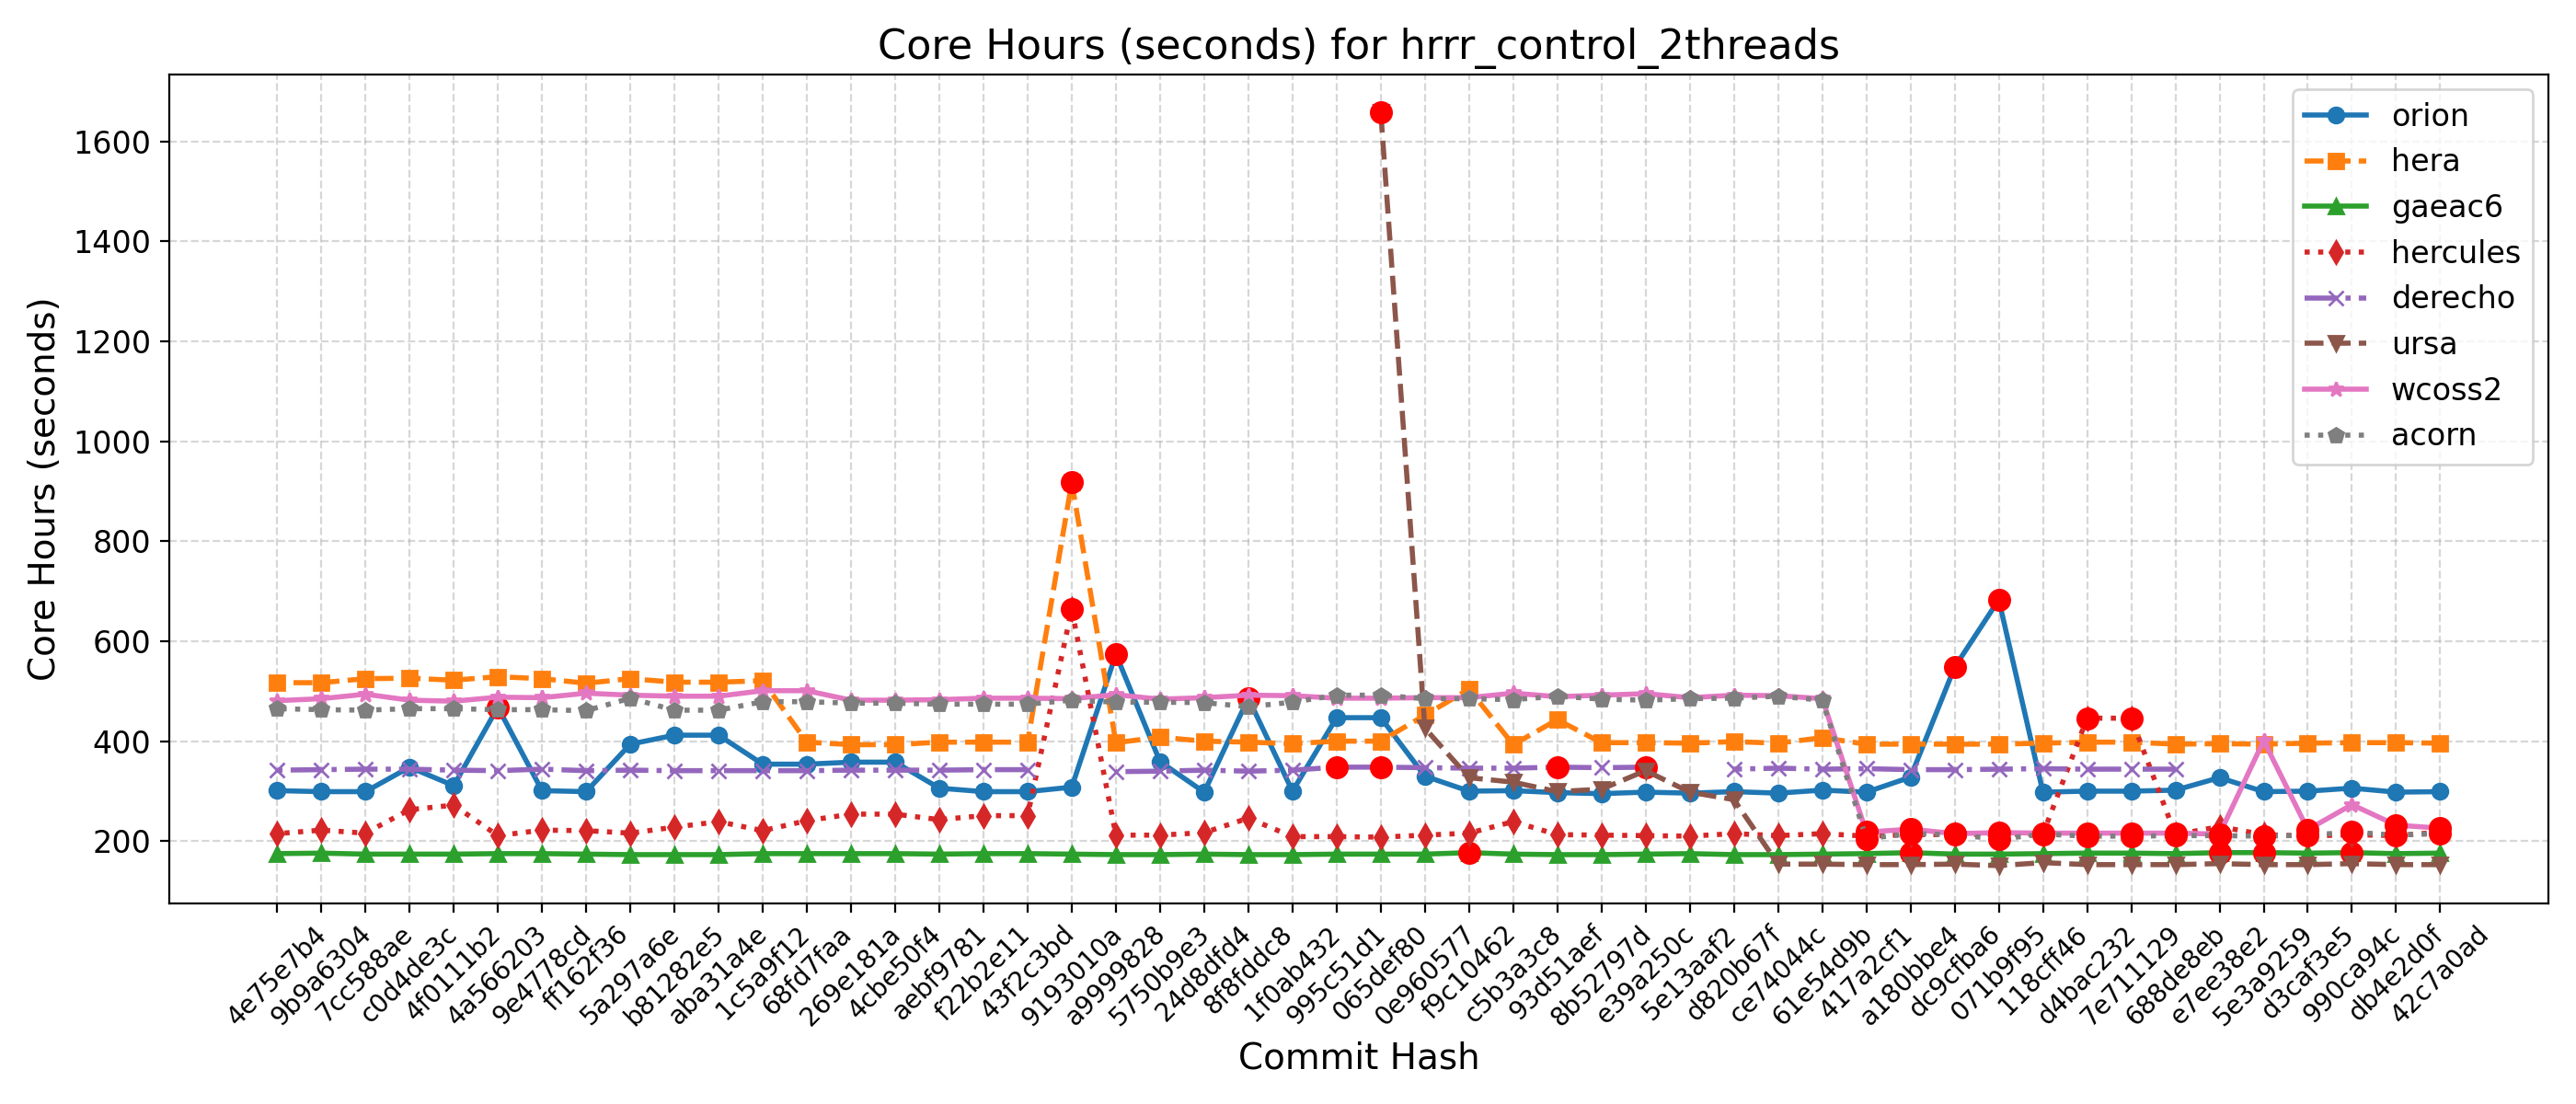 Core Hours (seconds) for hrrr_control_2threads
Core Hours (seconds)
1600
1400
1200
1000
800
600
400
200
orion
hera
gaeac6
hercules
derecho
ursa
wcoss2
acorn
4e75e7b4
9b9a6304
7cc588ae
c0d4de3c
4f0111b2
4a566203
9e4778cd
ff162f36
5a297a6e
b81282e5
aba31a4e
1c5a9f12
68fd7faa
269e181a
4cbe50f4
aebf9781
f22b2e11
43f2c3bd
9193010a
a9999828
5750b9e3
24d8dfd4
8f8fddc8
1f0ab432
995c51d1
065def80
0e960577
f9c10462
c5b3a3c8
93d51aef
8b52797d
e39a250c
5e13aaf2
d820b67f
ce74044c
61e54d9b
417a2cf1
a180bbe4
dc9cfba6
071b9f95
118cff46
d4bac232
7e711129
688de8eb
e7ee38e2
5e3a9259
d3caf3e5
990ca94c
db4e2d0f
42c7a0ad
Commit Hash